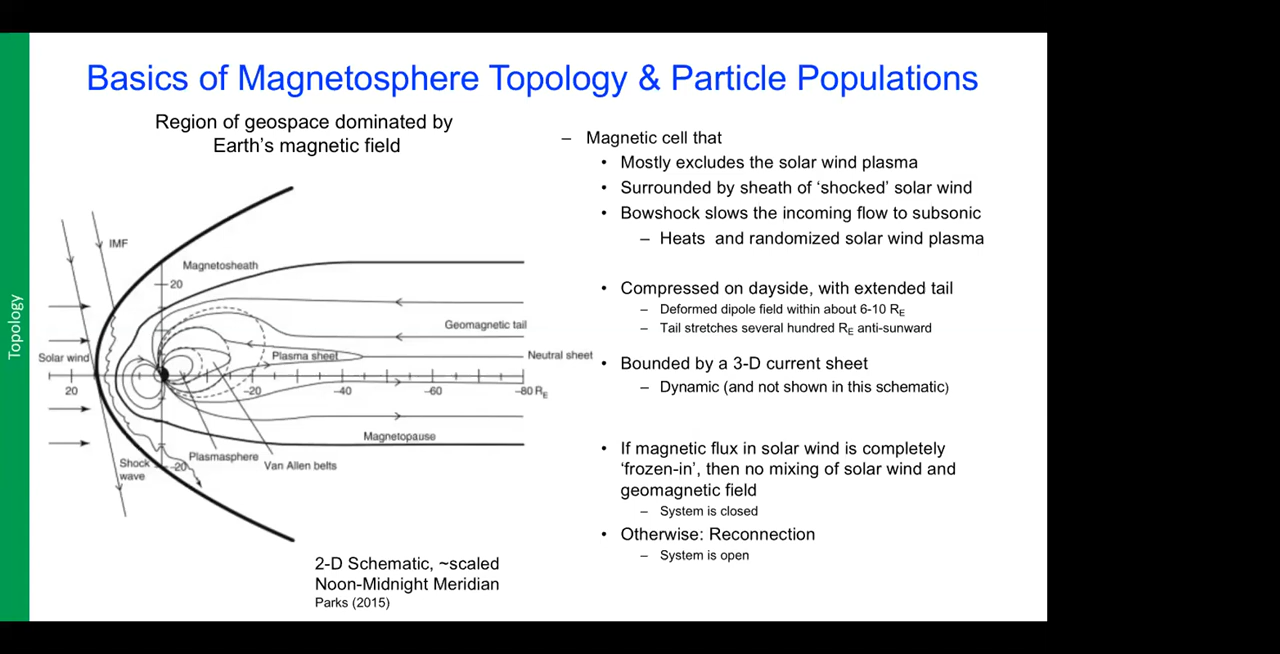 Basics of Magnetosphere Topology & Particle Populations
Topology
Region of geospace dominated by
Earth's magnetic field
IMF
Magnetosheath
20
Geomagnetic tail
Solar wind
Plasma sheet
Neutral sheet
20
–20
–40
–60
–80 RE
Magnetopause
Plasmasphere
Van Allen belts
Shock
wave
–20
2-D Schematic, ~scaled
Noon-Midnight Meridian
Parks (2015)
– Magnetic cell that
• Mostly excludes the solar wind plasma
• Surrounded by sheath of 'shocked' solar wind
• Bowshock slows the incoming flow to subsonic
– Heats and randomized solar wind plasma
• Compressed on dayside, with extended tail
– Deformed dipole field within about 6-10 RE
– Tail stretches several hundred RE anti-sunward
• Bounded by a 3-D current sheet
– Dynamic (and not shown in this schematic)
• If magnetic flux in solar wind is completely
'frozen-in', then no mixing of solar wind and
geomagnetic field
– System is closed
• Otherwise: Reconnection
– System is open